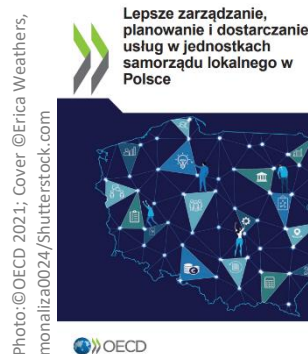 Lepsze zarządzanie,
planowanie i dostarczanie
usług w jednostkach
samorządu lokalnego w
Polsce
OECD
Photo:©OECD 2021; Cover ©Erica Weathers,
monaliza0024/Shutterstock.com